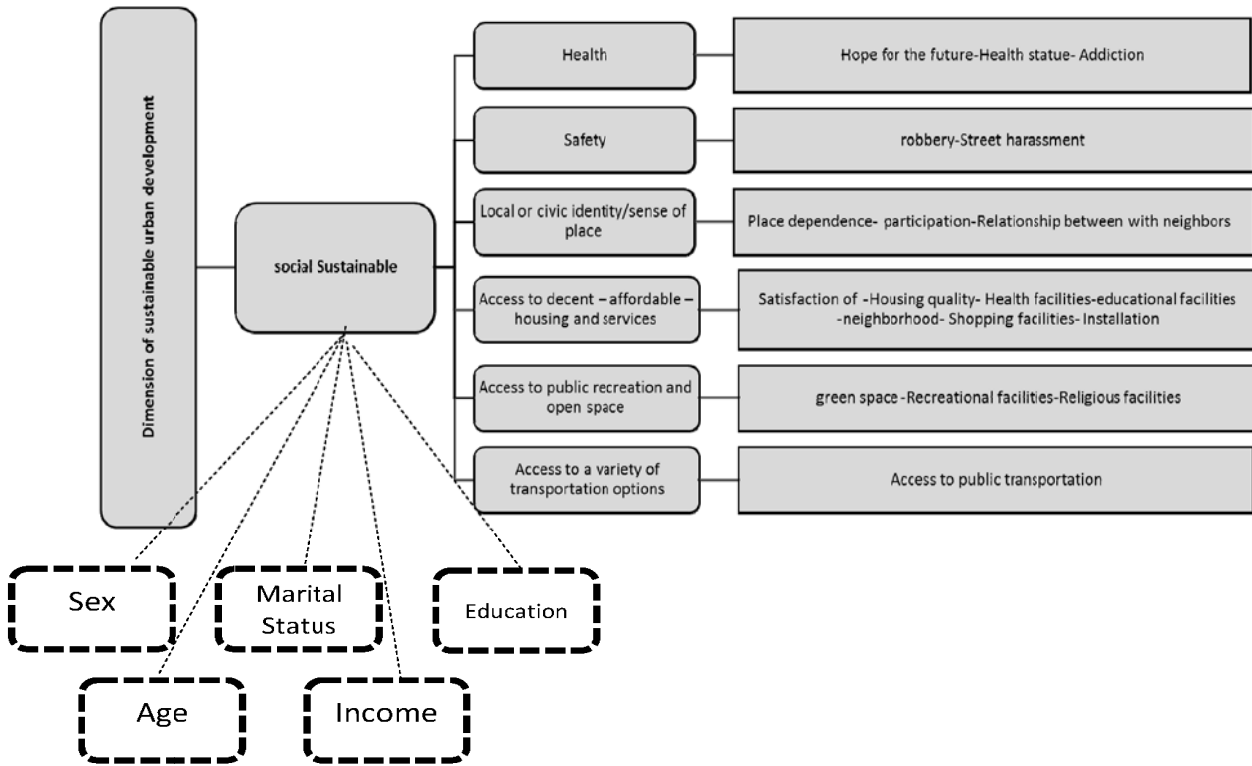 Dimension of sustainable urban development
social Sustainable
Health
Hope for the future-Health statue- Addiction
Safety
robbery-Street harassment
Local or civic identity/sense of
place
Place dependence- participation-Relationship between with neighbors
Access to decent – affordable –
housing and services
Satisfaction of -Housing quality- Health facilities-educational facilities
-neighborhood- Shopping facilities- Installation
Access to public recreation and
open space
green space -Recreational facilities-Religious facilities
Access to a variety of
transportation options
Access to public transportation
Sex
Marital
Status
Education
Age
Income